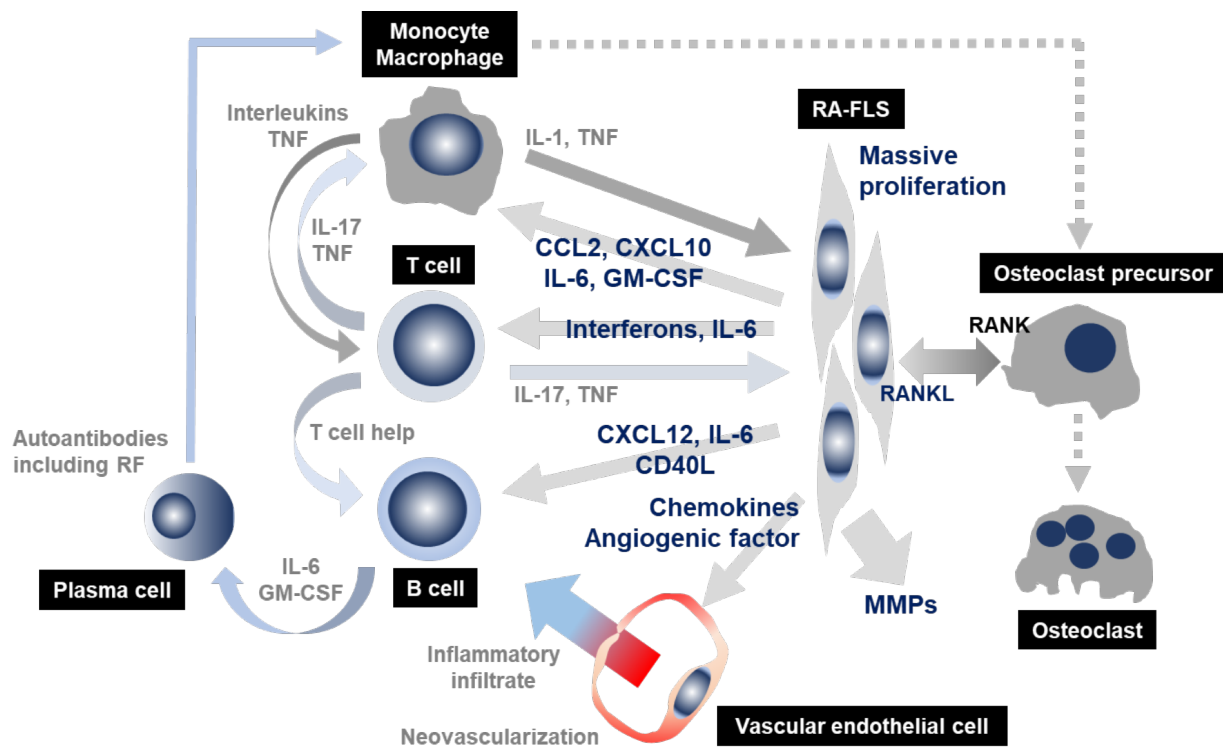 Monocyte
Macrophage
Interleukins
TNF
IL-1, TNF
RA-FLS
Massive
proliferation
IL-17
TNF
CCL2, CXCL10
IL-6, GM-CSF
T cell
Osteoclast precursor
Interferons, IL-6
RANK
IL-17, TNF
RANKL
T cell help
Autoantibodies
including RF
CXCL12, IL-6
CD40L
Chemokines
Angiogenic factor
IL-6
GM-CSF
Plasma cell
B cell
MMPs
Osteoclast
Inflammatory
infiltrate
Neovascularization
Vascular endothelial cell